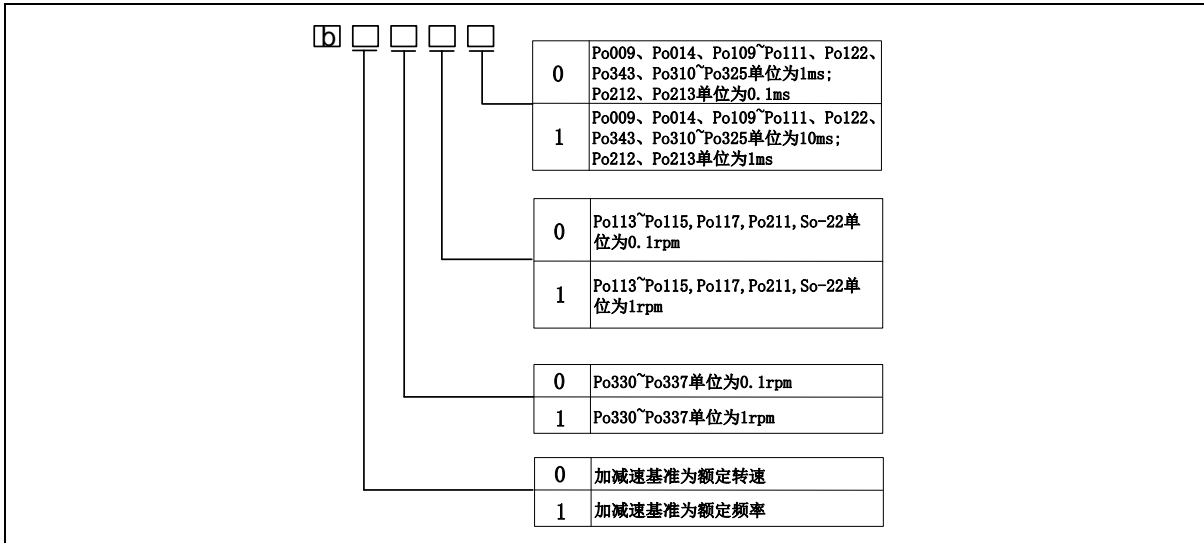 b
0
Po009、Po014、Po109~Po111、Po122、
Po343、Po310~Po325单位为1ms;
Po212、Po213单位为0.1ms
1
Po009、Po014、Po109~Po111、Po122、
Po343、Po310~Po325单位为10ms;
Po212、Po213单位为1ms
0
Po113~Po115,Po117,Po211,So-22单
位为0.1rpm
1
Po113~Po115,Po117,Po211,So-22单
位为1rpm
0
Po330~Po337单位为0.1rpm
1
Po330~Po337单位为1rpm
0
加减速基准为额定转速
1
加减速基准为额定频率